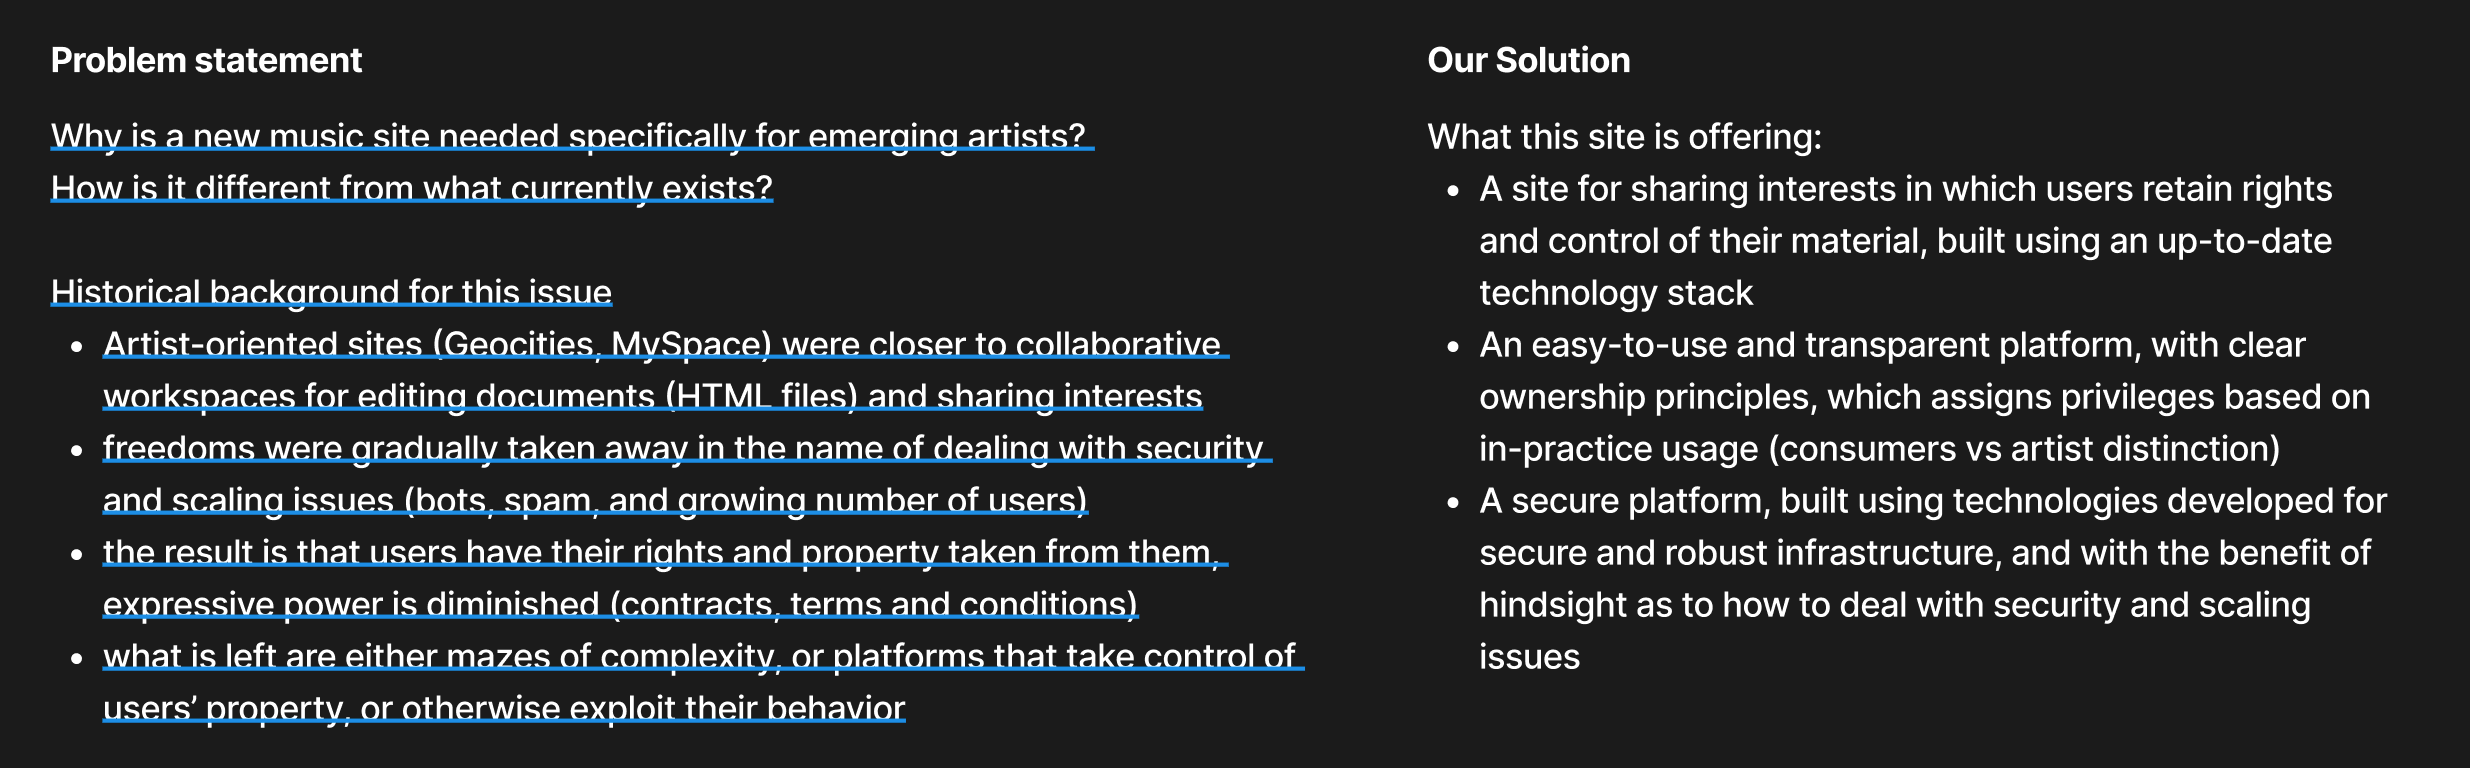 Problem statement
Why is a new music site needed specifically for emerging artists?
How is it different from what currently exists?
Historical background for this issue
• Artist-oriented sites (Geocities, MySpace) were closer to collaborative
workspaces for editing documents (HTML files) and sharing interests
• freedoms were gradually taken away in the name of dealing with security
and scaling issues (bots, spam, and growing number of users)
• the result is that users have their rights and property taken from them,
expressive power is diminished (contracts, terms and conditions)
• what is left are either mazes of complexity, or platforms that take control of
users’ property, or otherwise exploit their behavior
Our Solution
What this site is offering:
• A site for sharing interests in which users retain rights
and control of their material, built using an up-to-date
technology stack
• An easy-to-use and transparent platform, with clear
ownership principles, which assigns privileges based on
in-practice usage (consumers vs artist distinction)
• A secure platform, built using technologies developed for
secure and robust infrastructure, and with the benefit of
hindsight as to how to deal with security and scaling
issues